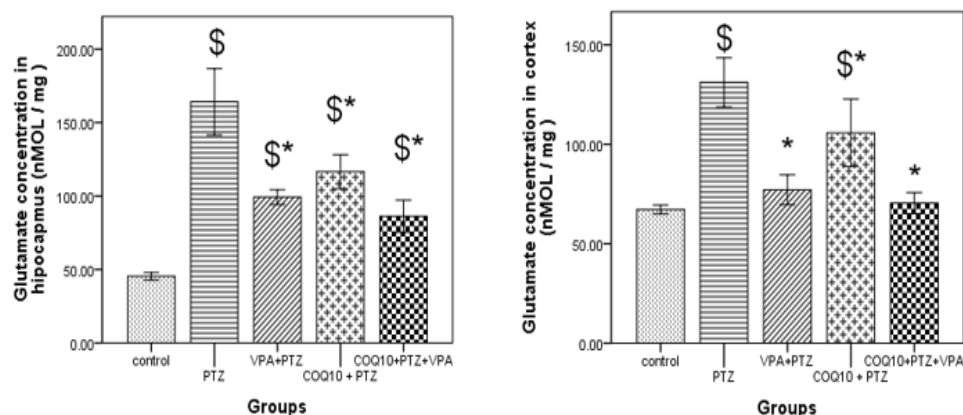 Glutamate concentration in
hipocapmus (nMOL / mg )
200.00
150.00
100.00
50.00
0.00
$
$*
$*
$*
control
PTZ
VPA+PTZ
COQ10 + PTZ
COQ10+PTZ+VPA
Groups
Glutamate concentration in cortex
(nMOL / mg )
150.00
100.00
50.00
0.00
$
*
$*
*
control
PTZ
VPA+PTZ
COQ10 + PTZ
COQ10+PTZ+VPA
Groups